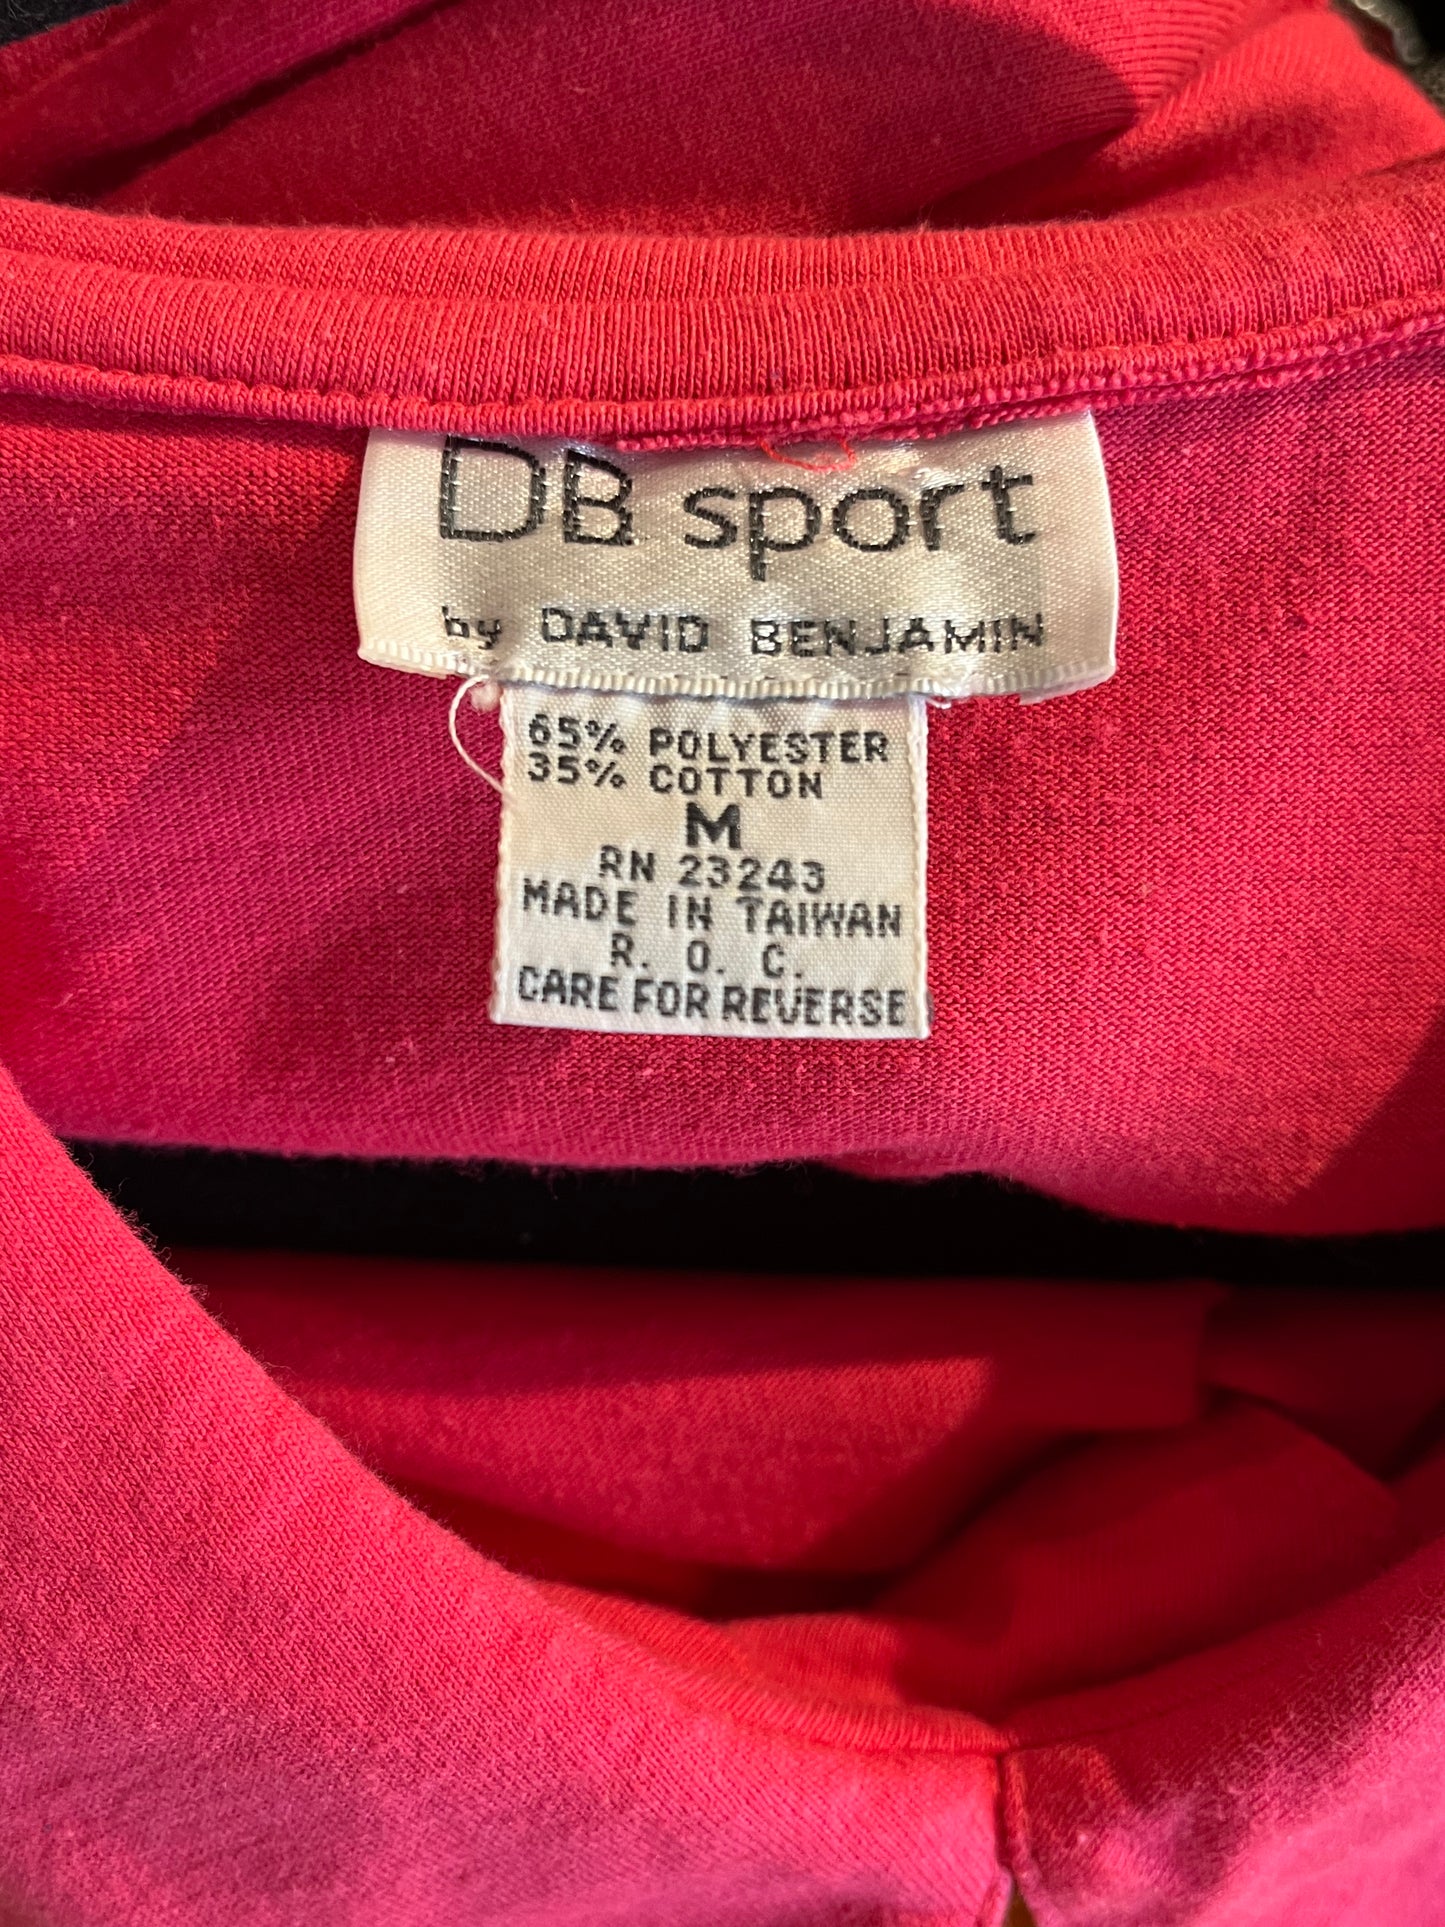 DB sport
by DAVID BENJAMIN
65% POLYESTER
35% COTTON
M
RN 23243
MADE IN TAIWAN
R. O. C.
CARE FOR REVERSE